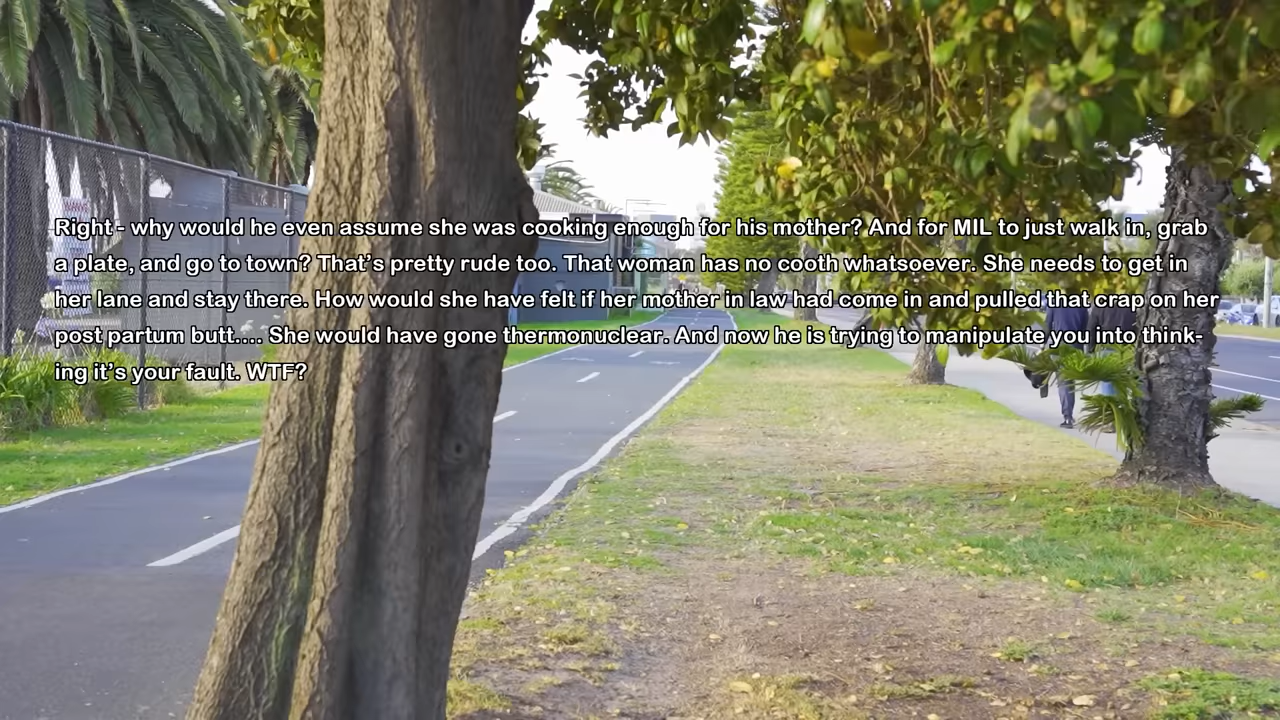 Right - why would he even assume she was cooking enough for his mother? And for MIL to just walk in, grab
a plate, and go to town? That's pretty rude too. That woman has no cooth whatsoever. She needs to get in
her lane and stay there. How would she have felt if her mother in law had come in and pulled that crap on her
post partum butt.... She would have gone thermonuclear. And now he is trying to manipulate you into think-
ing it's your fault. WTF?